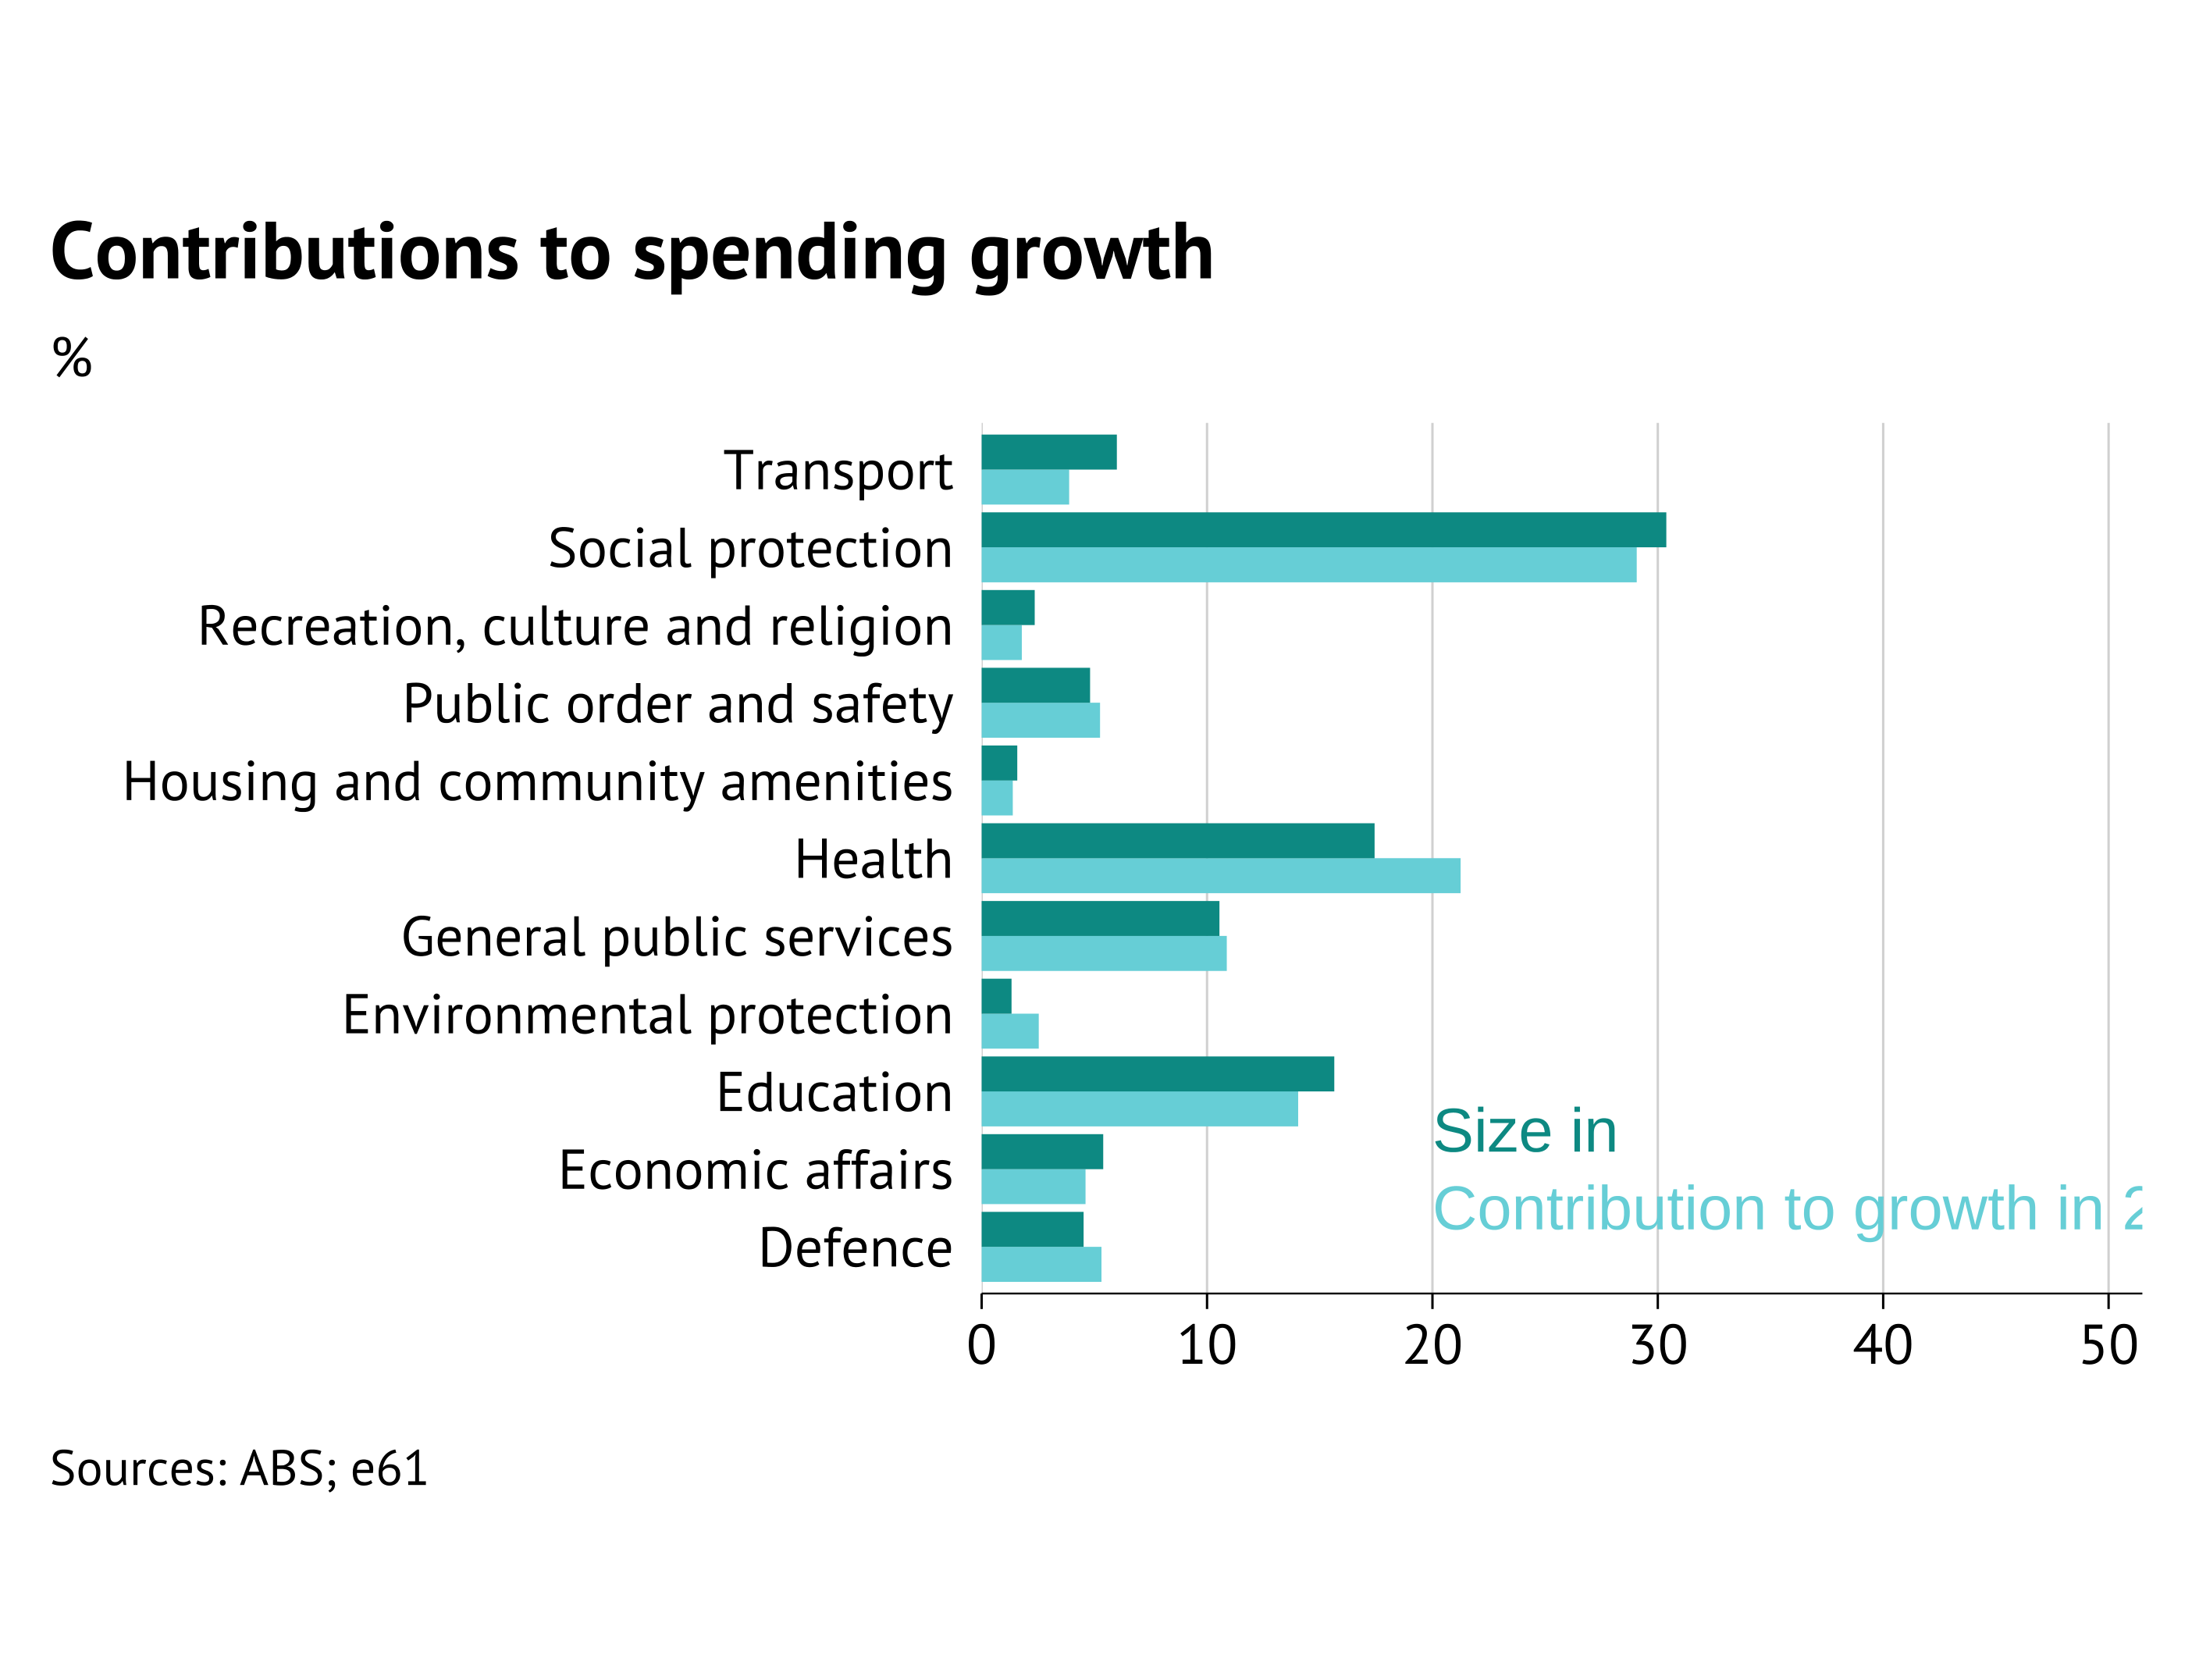 Contributions to spending growth
%
Transport
Social protection
Recreation, culture and religion
Public order and safety
Housing and community amenities
Health
General public services
Environmental protection
Education
Economic affairs
Defence
Size in
Contribution to growth in
0 10 20 30 40 50
Sources: ABS; e61